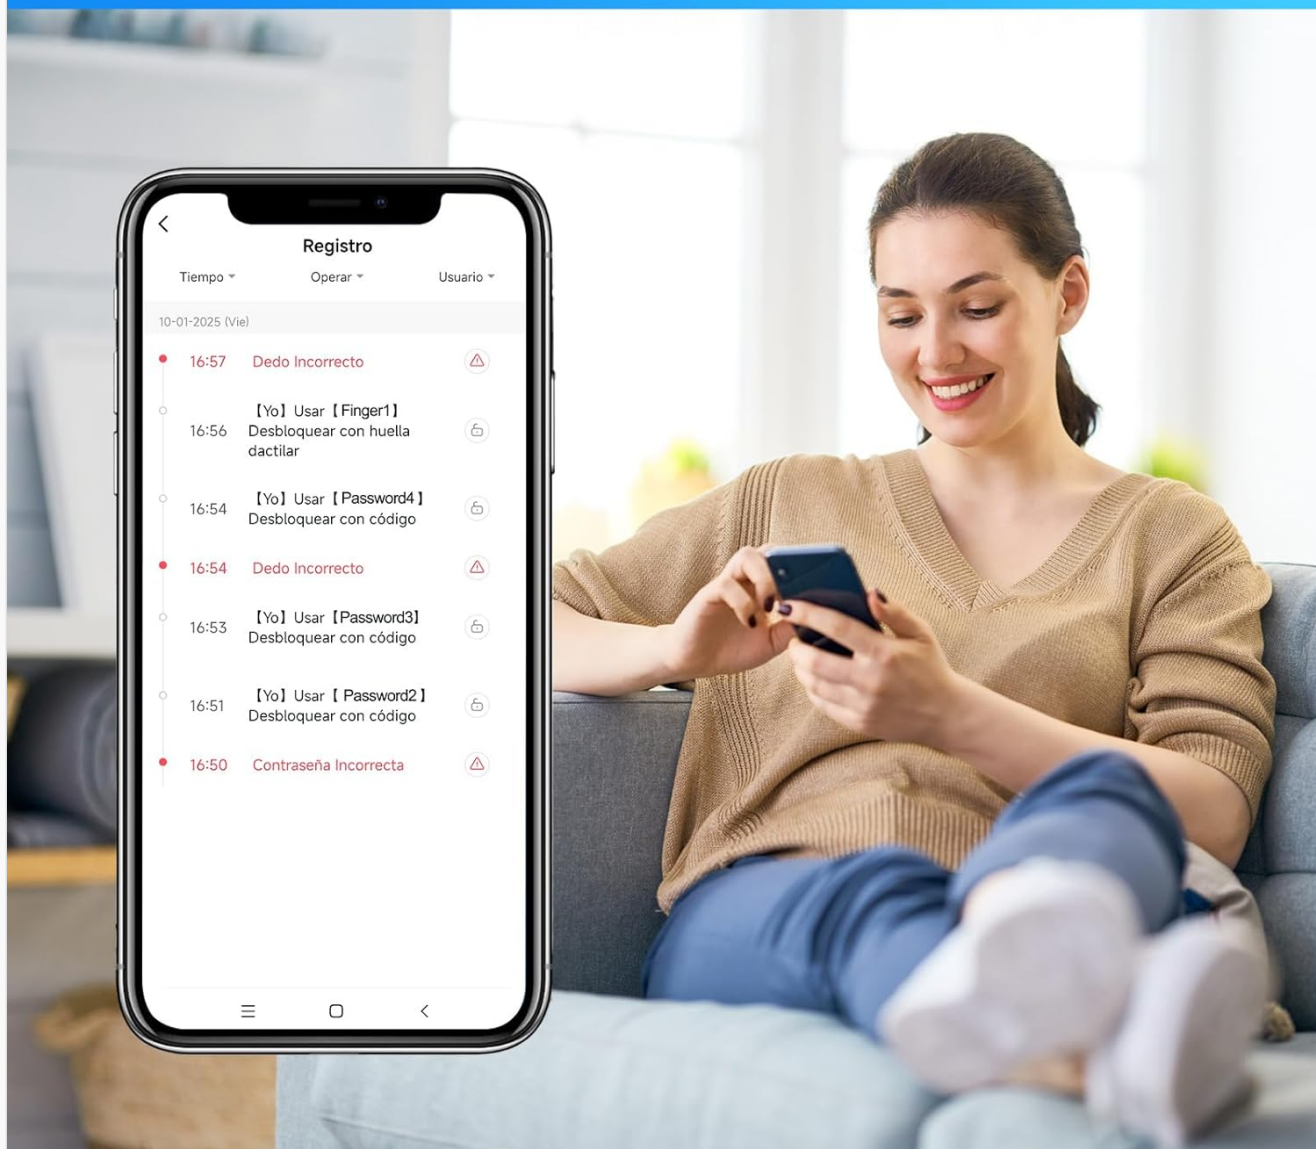 Registro
Tiempo Operar Usuario
10-01-2025 (Vie)
16:57 Dedo Incorrecto
【Yo】Usar【Finger1】
16:56 Desbloquear con huella
dactilar
【Yo】Usar【Password4】
16:54 Desbloquear con código
16:54 Dedo Incorrecto
【Yo】Usar【Password3】
16:53 Desbloquear con código
【Yo】Usar【Password2】
16:51 Desbloquear con código
16:50 Contraseña Incorrecta